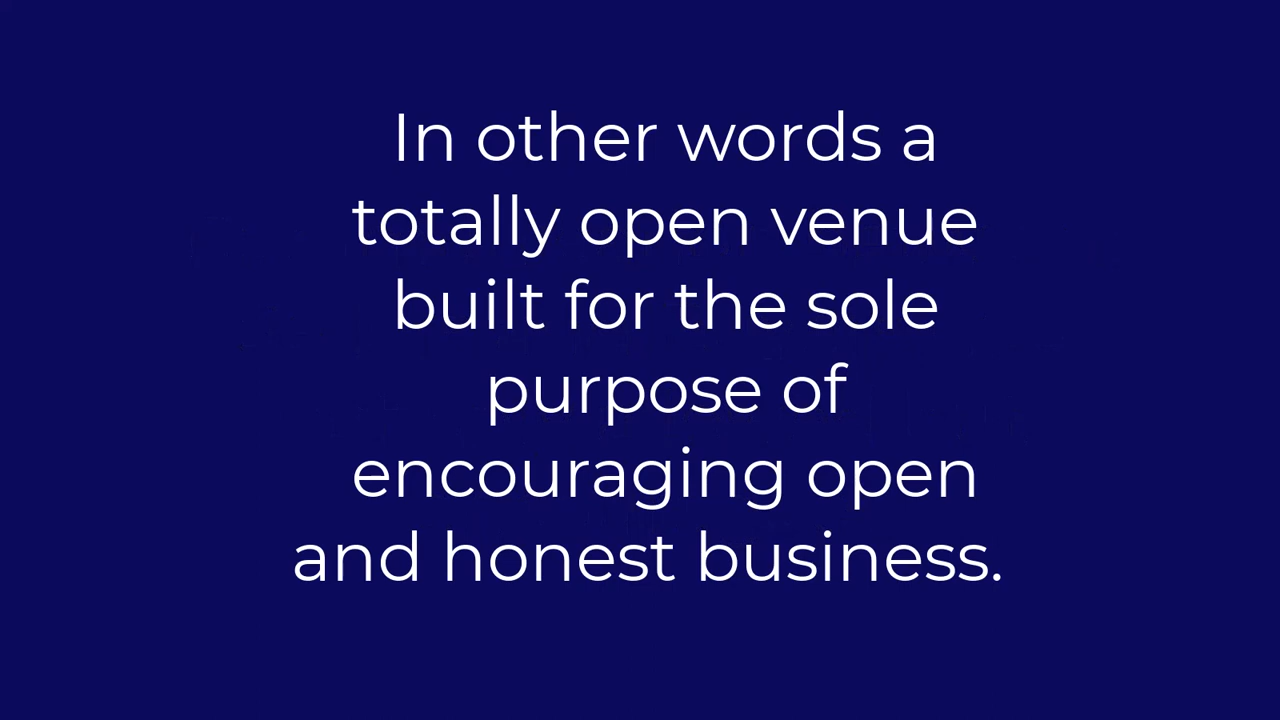 In other words a
totally open venue
built for the sole
purpose of
encouraging open
and honest business.